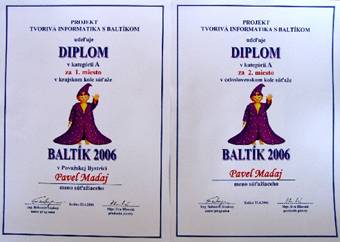 PROJEKT
TVORIVÁ INFORMATIKA S BALTÍKOM
udeľuje
DIPLOM
v kategórii A
za 1. miesto
v krajskom kole súťaže
BALTÍK 2006
v Považskej Bystrici
Pavel Madaj
meno súťažiaceho
PROJEKT
TVORIVÁ INFORMATIKA S BALTÍKOM
udeľuje
DIPLOM
v kategórii A
za 2. miesto
v celoslovenskom kole súťaže
BALTÍK 2006
Pavel Madaj
meno súťažiaceho